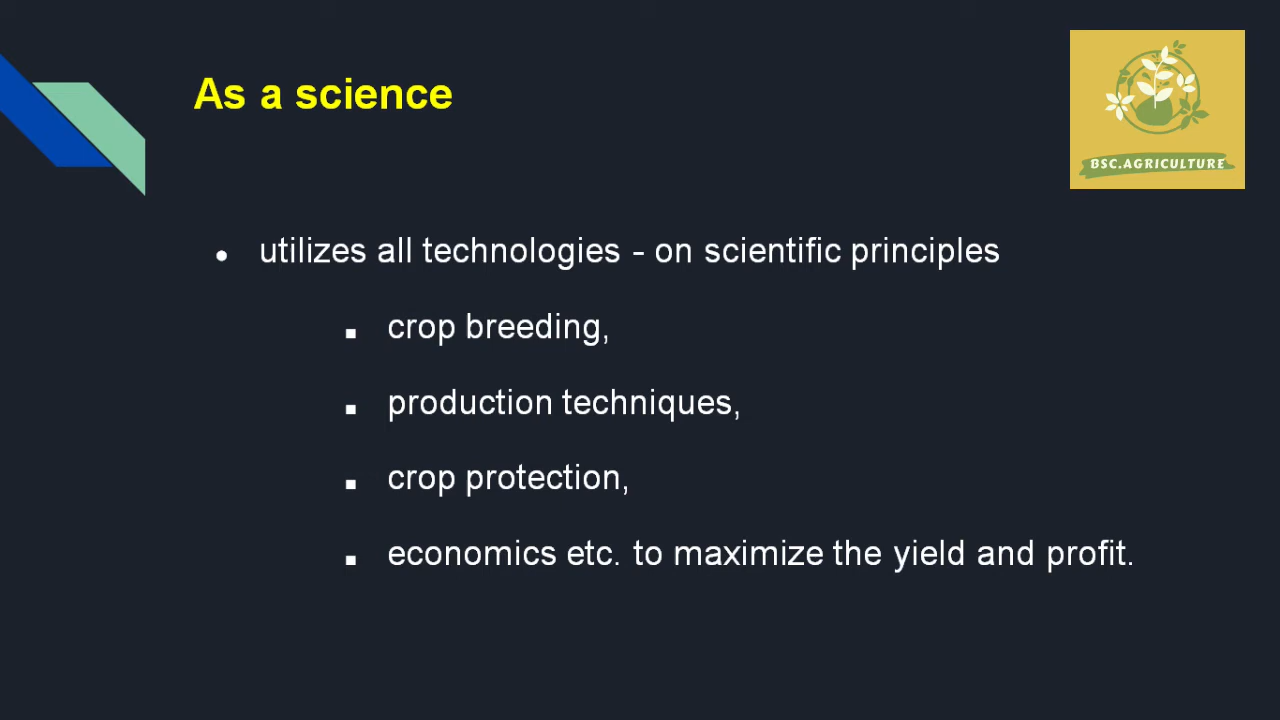 As a science
BSC.AGRICULTURE
● utilizes all technologies - on scientific principles
■ crop breeding,
■ production techniques,
■ crop protection,
■ economics etc. to maximize the yield and profit.